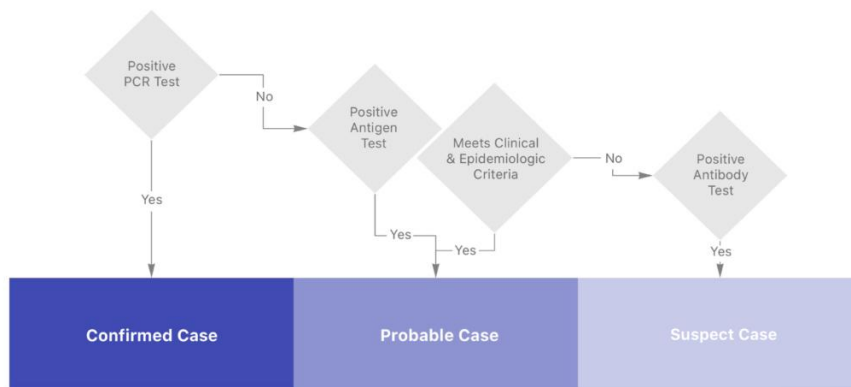 Positive
PCR Test
No
Positive
Antigen
Test
Meets Clinical
& Epidemiologic
Criteria
No
Positive
Antibody
Test
Yes
Yes
Yes
Yes
Confirmed Case
Probable Case
Suspect Case